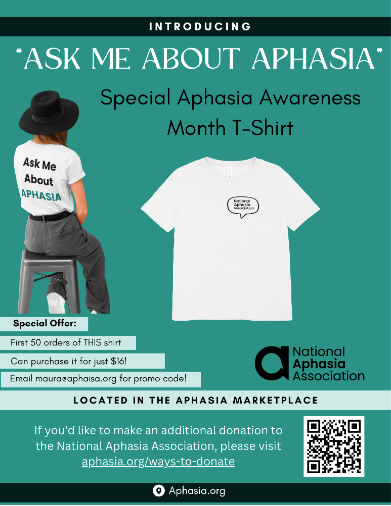 INTRODUCING
"ASK ME ABOUT APHASIA"
Special Aphasia Awareness
Month T-Shirt
Ask Me
About
APHASIA
National
Aphasia
Association
Special Offer:
First 50 orders of THIS shirt
Can purchase it for just $16!
Email maura@aphaisa.org for promo code!
National
Aphasia
Association
LOCATED IN THE APHASIA MARKETPLACE
If you'd like to make an additional donation to
the National Aphasia Association, please visit
aphasia.org/ways-to-donate
Aphasia.org